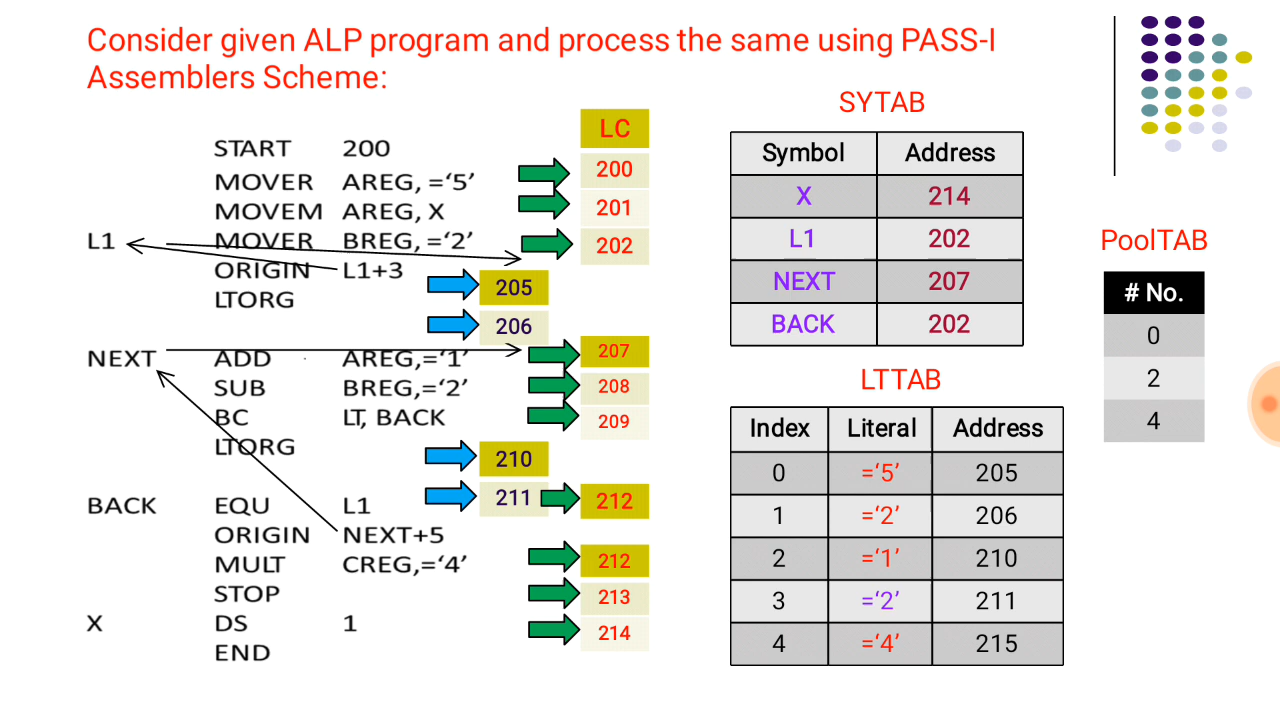 Consider given ALP program and process the same using PASS-I
Assemblers Scheme:
LC
START 200
MOVER AREG, =‘5’ 200
MOVEM AREG, X 201
L1 MOVER BREG, =‘2’ 202
ORIGIN L1+3
LTORG 205
206
NEXT ADD AREG,=‘1’ 207
SUB BREG,=‘2’ 208
BC LT, BACK 209
LTORG 210
211 212
BACK EQU L1
ORIGIN NEXT+5
MULT CREG,=‘4’ 212
STOP 213
X DS 1 214
END
SYTAB
Symbol Address
X 214
L1 202
NEXT 207
BACK 202
LTTAB
Index Literal Address
0 =‘5’ 205
1 =‘2’ 206
2 =‘1’ 210
3 =‘2’ 211
4 =‘4’ 215
PoolTAB
# No.
0
2
4